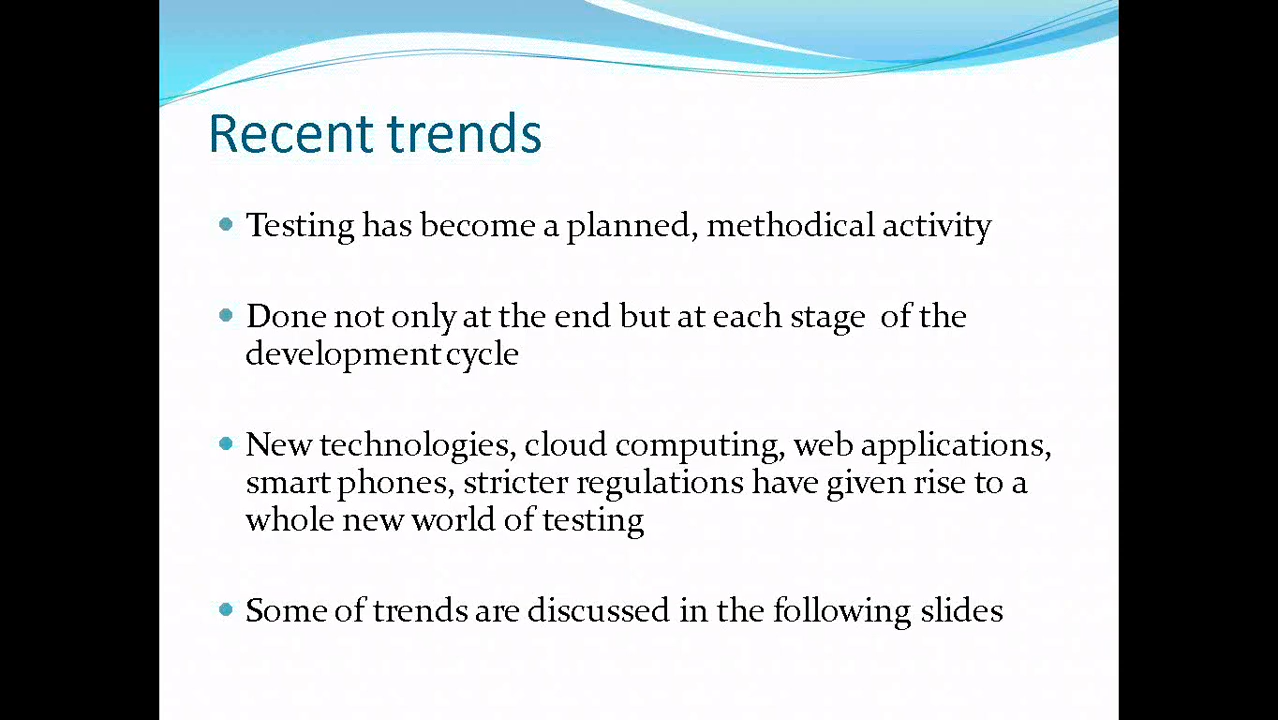 Recent trends
Testing has become a planned, methodical activity
Done not only at the end but at each stage of the
development cycle
New technologies, cloud computing, web applications,
smart phones, stricter regulations have given rise to a
whole new world of testing
Some of trends are discussed in the following slides